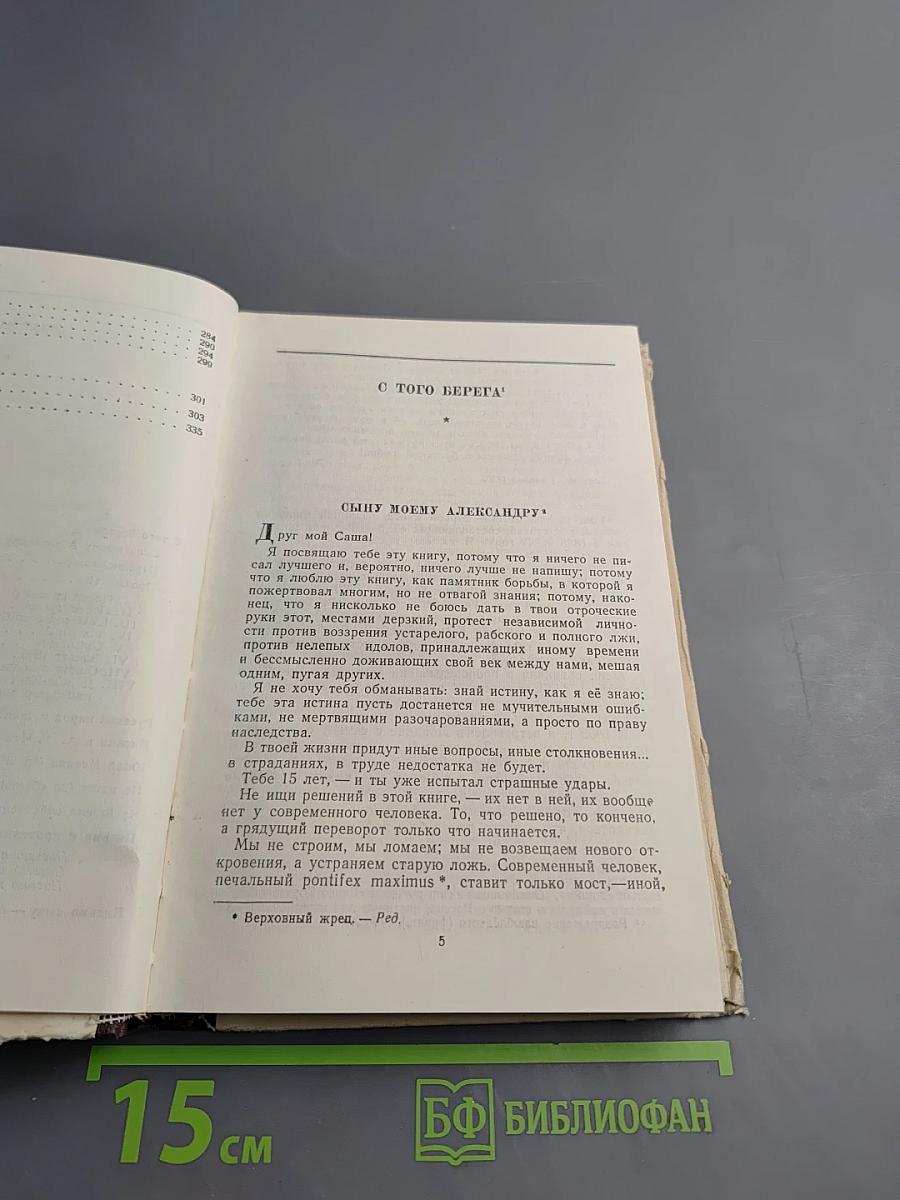 284
290
294
299
301
303
335
С ТОГО БЕРЕГА¹
*
СЫНУ МОЕМУ АЛЕКСАНДРУ²
Друг мой Саша!
Я посвящаю тебе эту книгу, потому что я ничего не пи-
сал лучшего и, вероятно, ничего лучше не напишу; потому
что я люблю эту книгу, как памятник борьбы, в которой я
пожертвовал многим, но не отвагой знания; потому, нако-
нец, что я нисколько не боюсь дать в твои отроческие
руки этот, местами дерзкий, протест независимой лично-
сти против воззрения устарелого, рабского и полного лжи,
против нелепых идолов, принадлежащих иному времени
и бессмысленно доживающих свой век между нами, мешая
одним, пугая других.
Я не хочу тебя обманывать: знай истину, как я её знаю;
тебе эта истина пусть достанется не мучительными ошиб-
ками, не мертвящими разочарованиями, а просто по праву
наследства.
В твоей жизни придут иные вопросы, иные столкновения...
в страданиях, в труде недостатка не будет.
Тебе 15 лет, — и ты уже испытал страшные удары.
Не ищи решений в этой книге, — их нет в ней, их вообще
нет у современного человека. То, что решено, то кончено,
а грядущий переворот только что начинается.
Мы не строим, мы ломаем; мы не возвещаем нового от-
кровения, а устраняем старую ложь. Современный человек,
печальный pontifex maximus*, ставит только мост,—иной,
* Верховный жрец. — Ред.
5
15 см
БФ БИБЛИОФАН